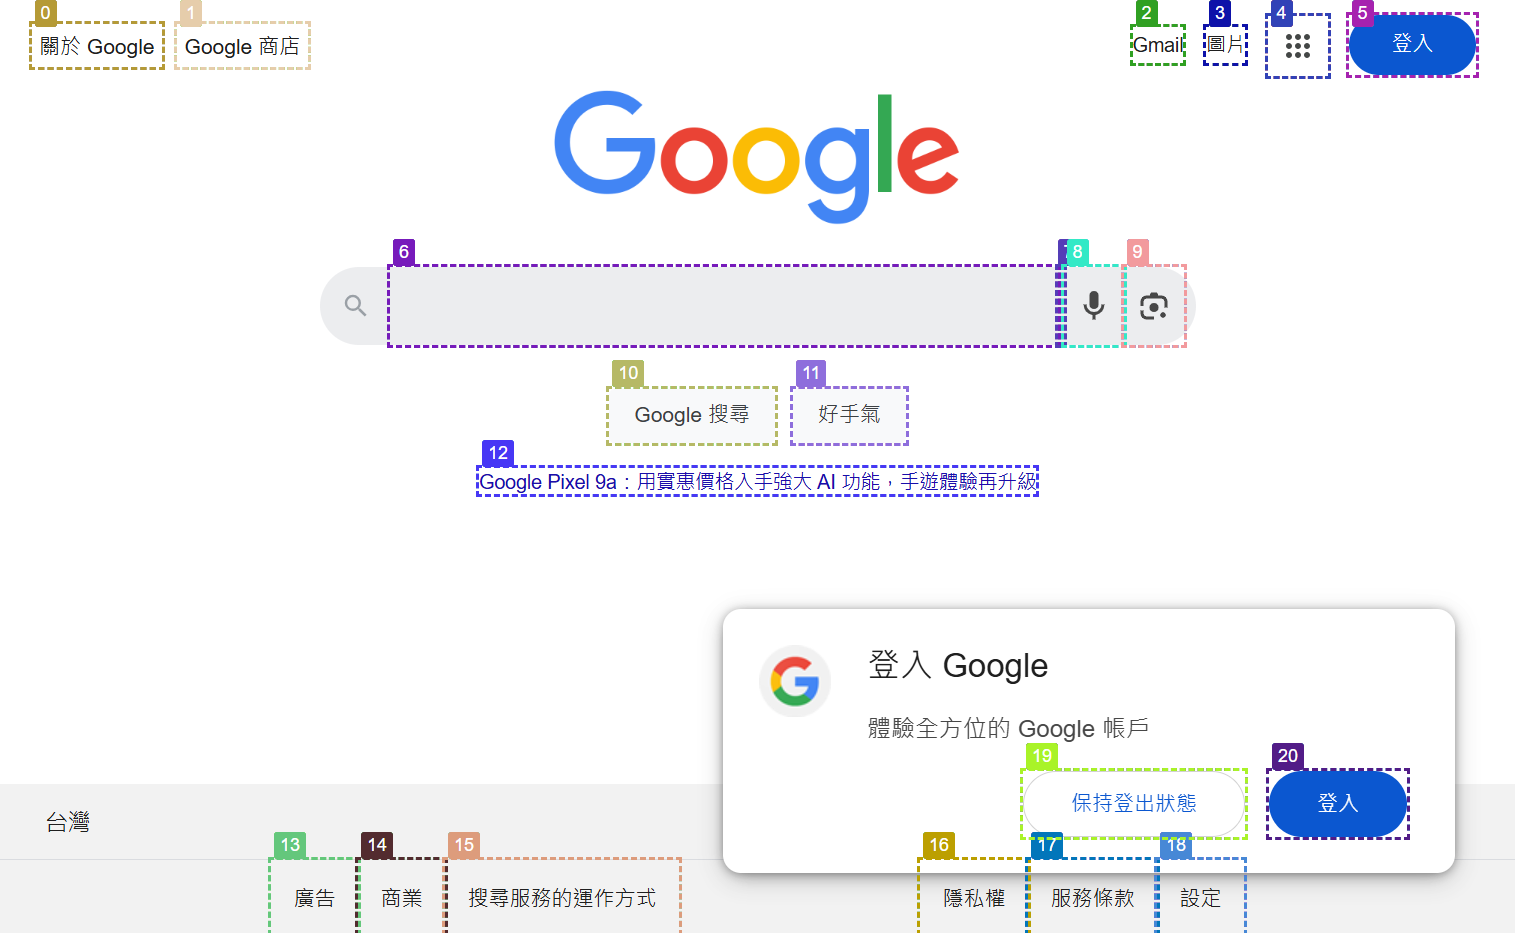 0 1 2 3 4 5
關於 Google Google 商店 Gmail 圖片 登入
Google
6 8 9
10 11
Google 搜尋 好手氣
12
Google Pixel 9a：用實惠價格入手強大 AI 功能，手遊體驗再升級
登入 Google
體驗全方位的 Google 帳戶
19 20
保持登出狀態 登入
台灣
13 14 15 16 17 18
廣告 商業 搜尋服務的運作方式 隱私權 服務條款 設定